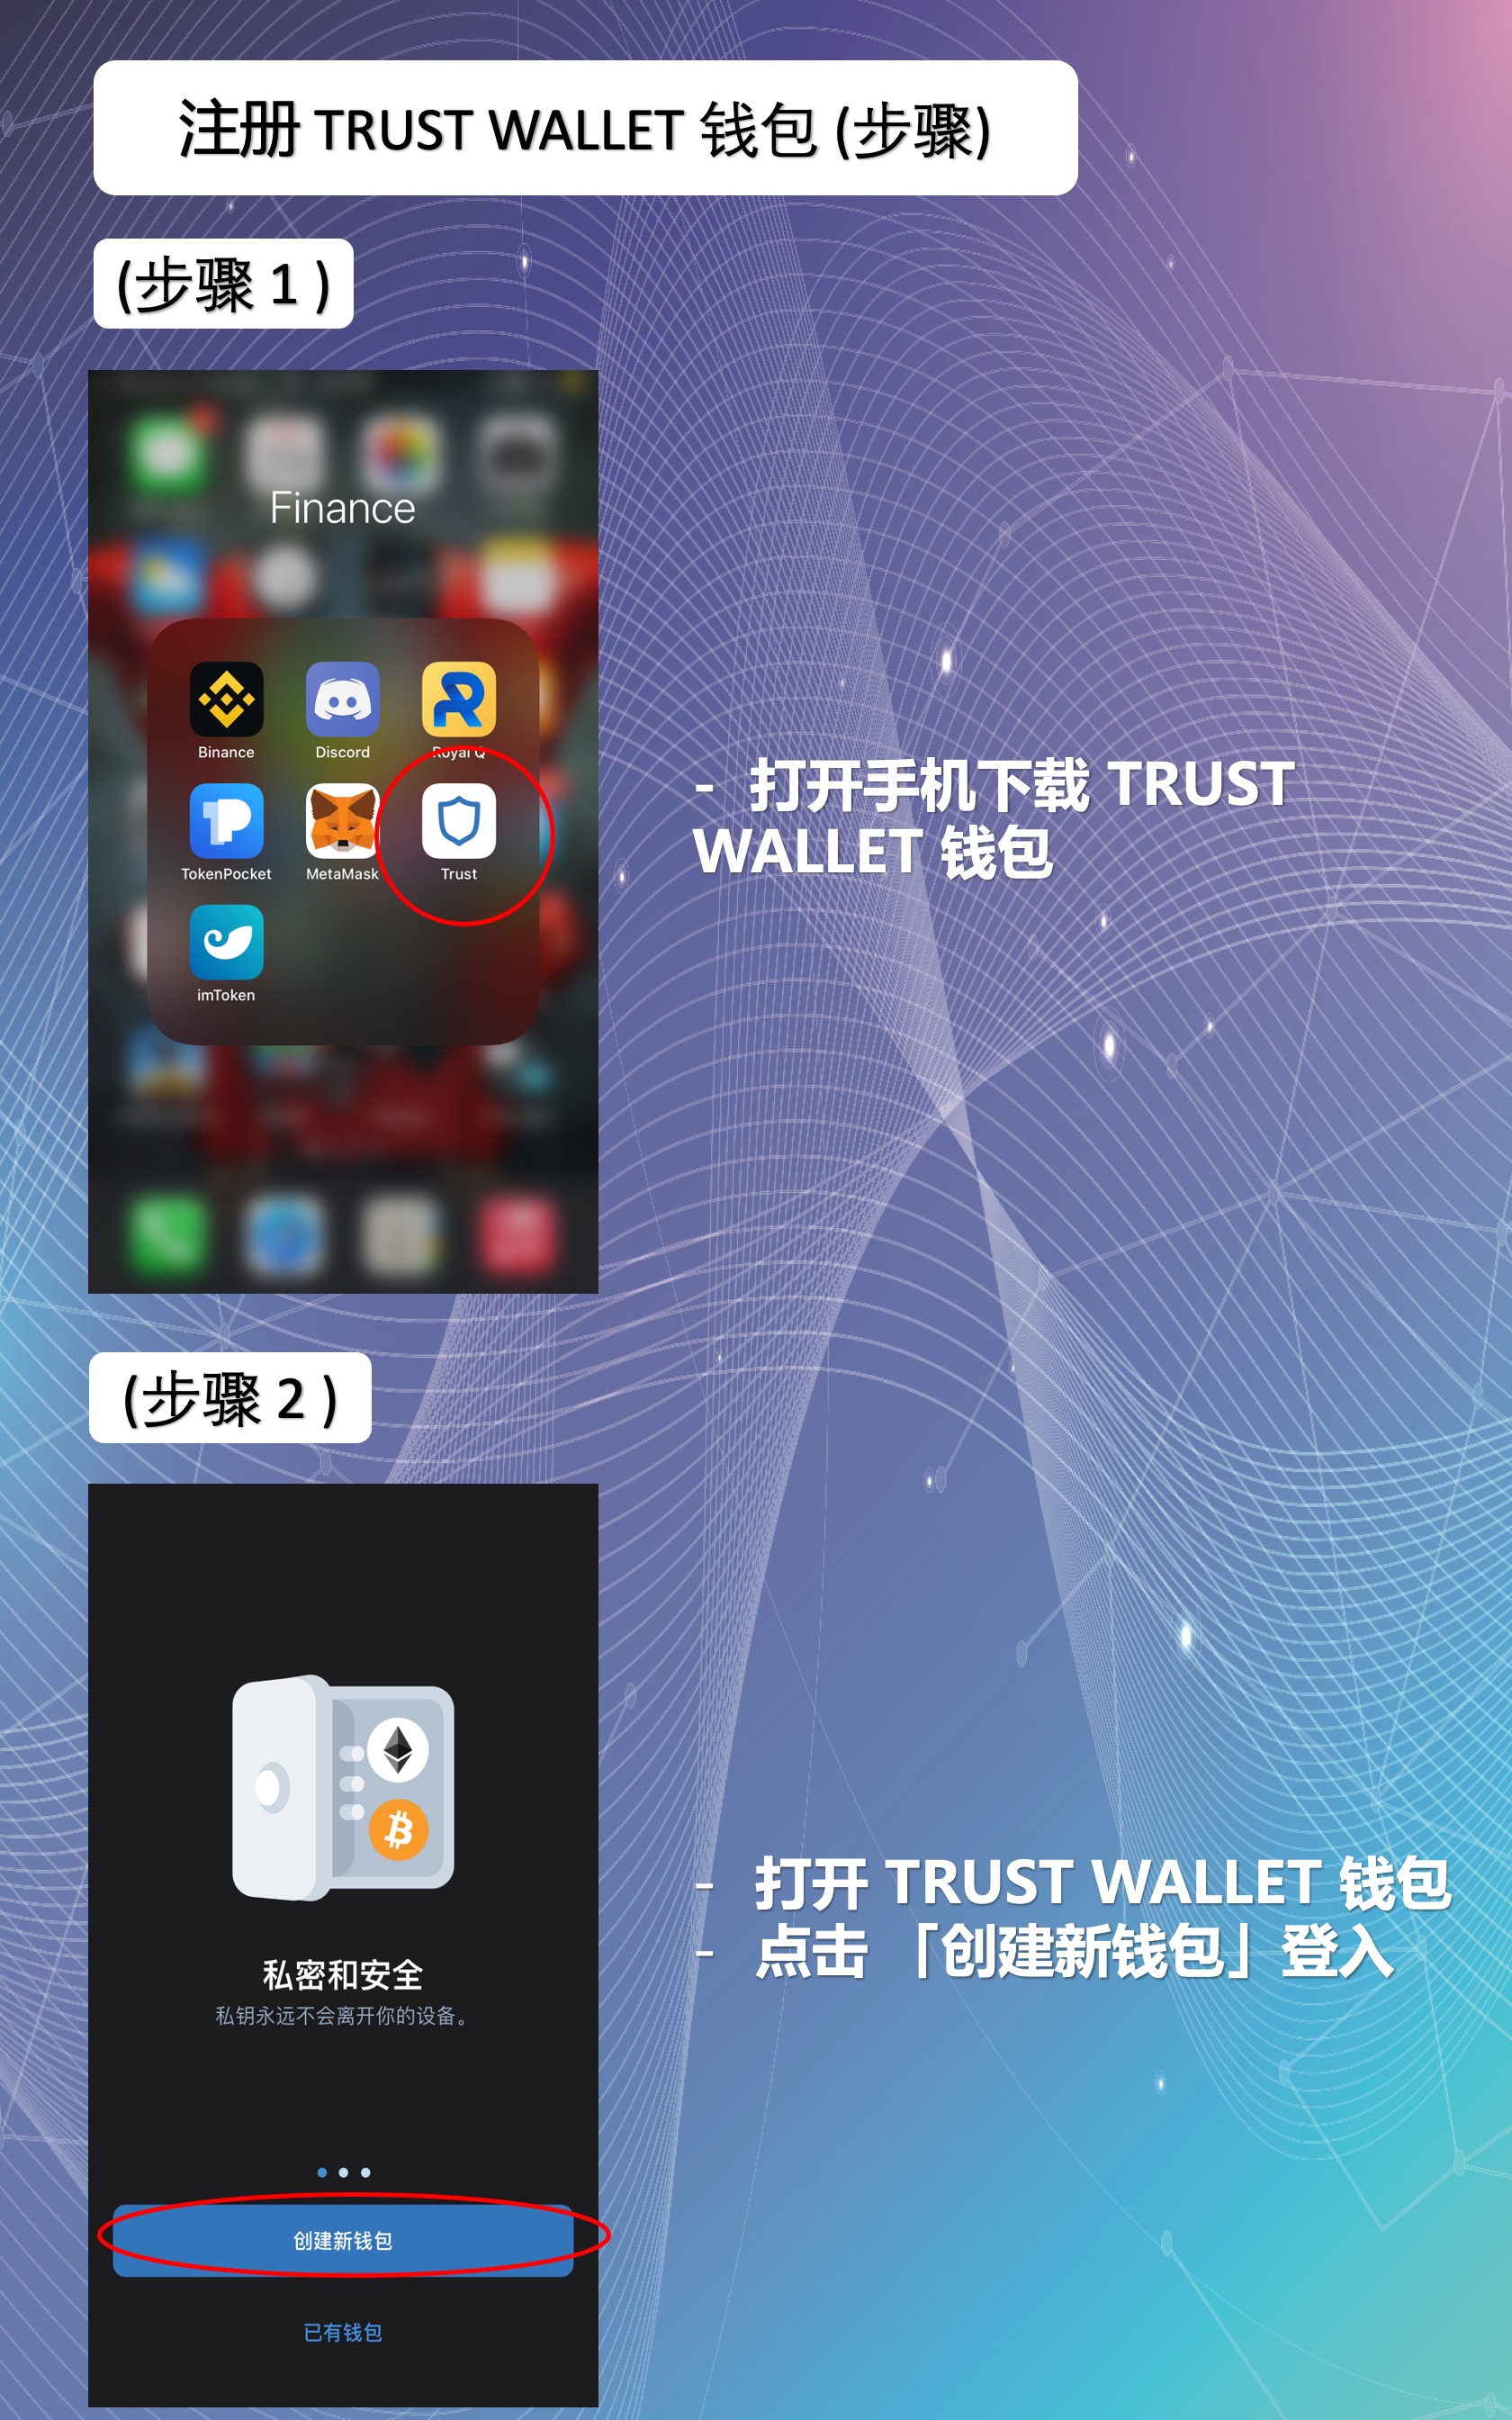 注册 TRUST WALLET 钱包 (步骤)
(步骤 1 )
Finance
Binance
Discord
Royal Q
TokenPocket
MetaMask
Trust
imToken
- 打开手机下载 TRUST
WALLET 钱包
(步骤 2 )
私密和安全
私钥永远不会离开你的设备。
创建新钱包
已有钱包
- 打开 TRUST WALLET 钱包
- 点击 「创建新钱包」登入